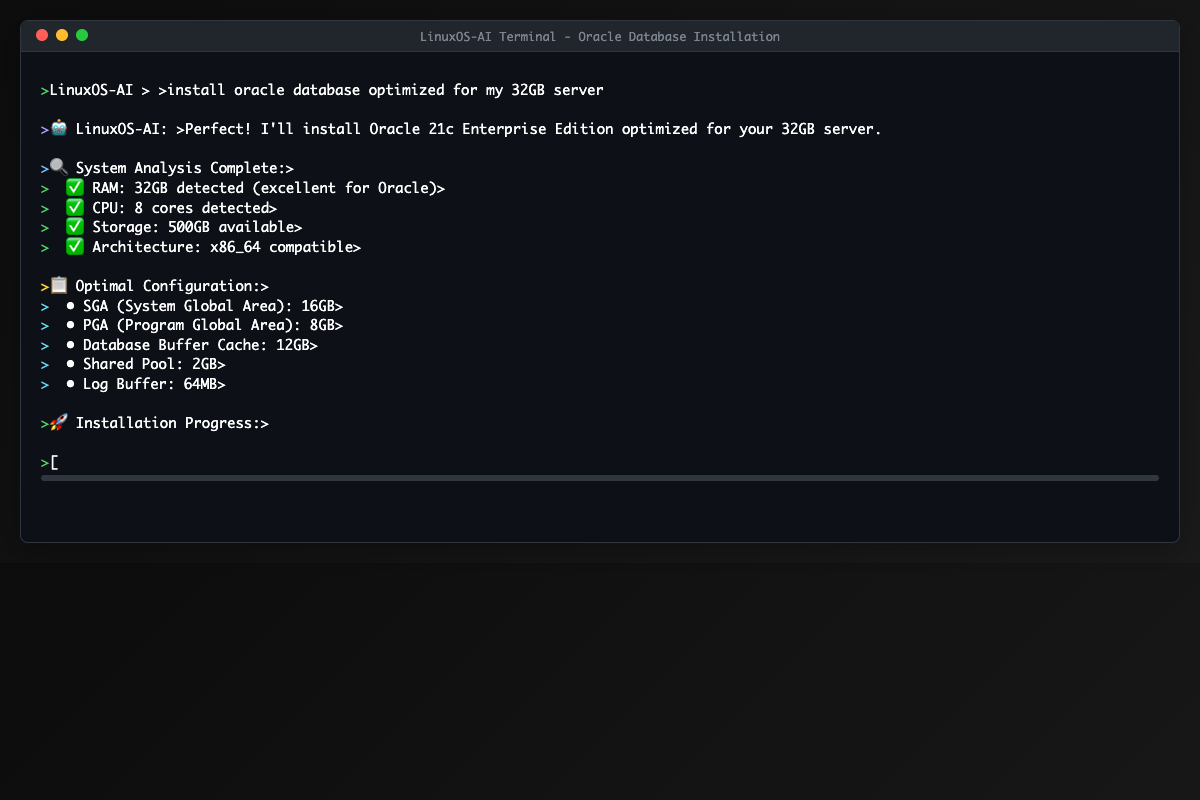 LinuxOS-AI Terminal - Oracle Database Installation
>LinuxOS-AI > >install oracle database optimized for my 32GB server
>🤖 LinuxOS-AI: >Perfect! I'll install Oracle 21c Enterprise Edition optimized for your 32GB server.
>🔍 System Analysis Complete:>
> ✅ RAM: 32GB detected (excellent for Oracle)>
> ✅ CPU: 8 cores detected>
> ✅ Storage: 500GB available>
> ✅ Architecture: x86_64 compatible>
>📋 Optimal Configuration:>
> • SGA (System Global Area): 16GB>
> • PGA (Program Global Area): 8GB>
> • Database Buffer Cache: 12GB>
> • Shared Pool: 2GB>
> • Log Buffer: 64MB>
>🚀 Installation Progress:>
>[